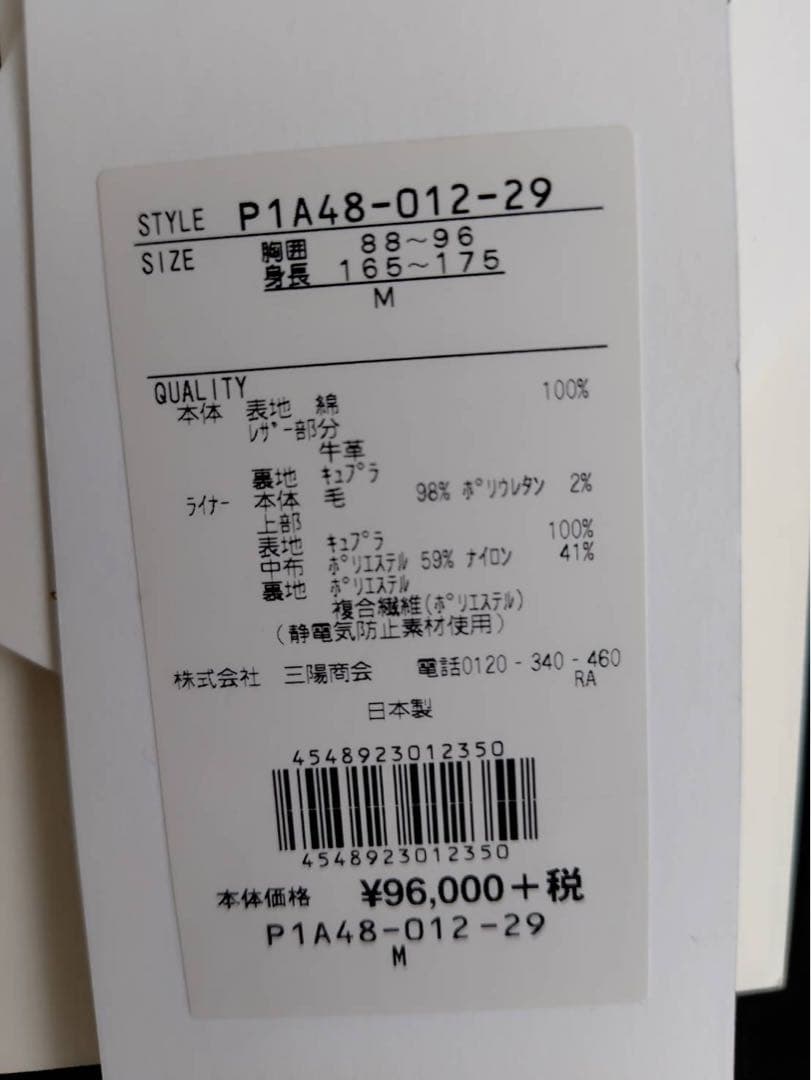 STYLE P1A48-012-29
SIZE 胸囲 88~96
身長 165~175
M
QUALITY
本体 表地 綿 100%
ﾚｻﾞｰ部分
牛革
裏地 ｷｭﾌﾟﾗ
ﾗｲﾅｰ 本体 毛 98% ﾎﾟﾘｳﾚﾀﾝ 2%
上部
表地 ｷｭﾌﾟﾗ 100%
中布 ﾎﾟﾘｴｽﾃﾙ 59% ﾅｲﾛﾝ 41%
裏地 ﾎﾟﾘｴｽﾃﾙ
複合繊維(ﾎﾟﾘｴｽﾃﾙ)
(静電気防止素材使用)
株式会社 三陽商会 電話0120-340-460
RA
日本製
4548923012350
4548923012350
本体価格 ¥96,000+税
P1A48-012-29
M